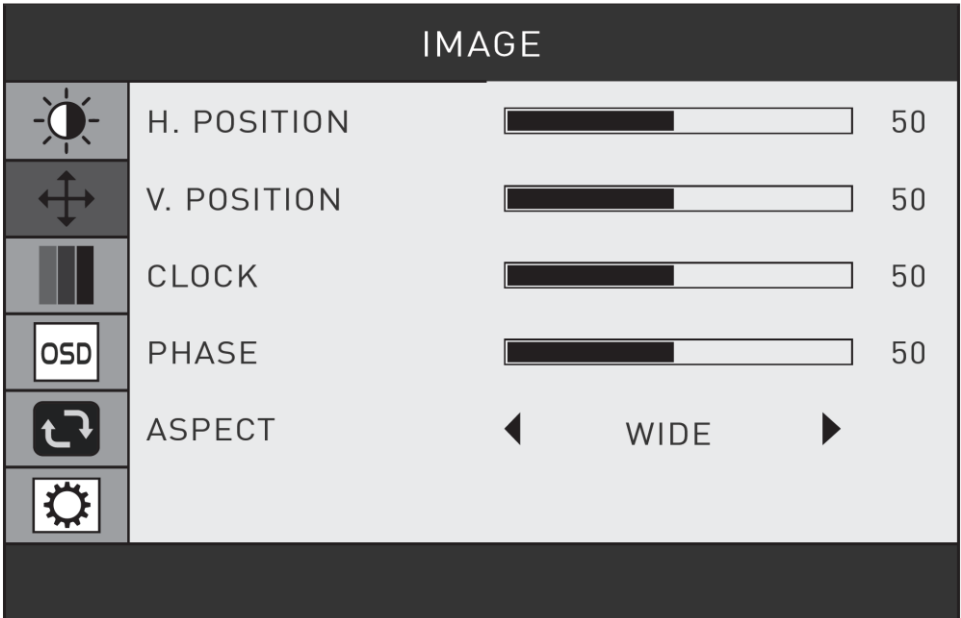 IMAGE
H. POSITION 50
V. POSITION 50
CLOCK 50
OSD PHASE 50
ASPECT WIDE